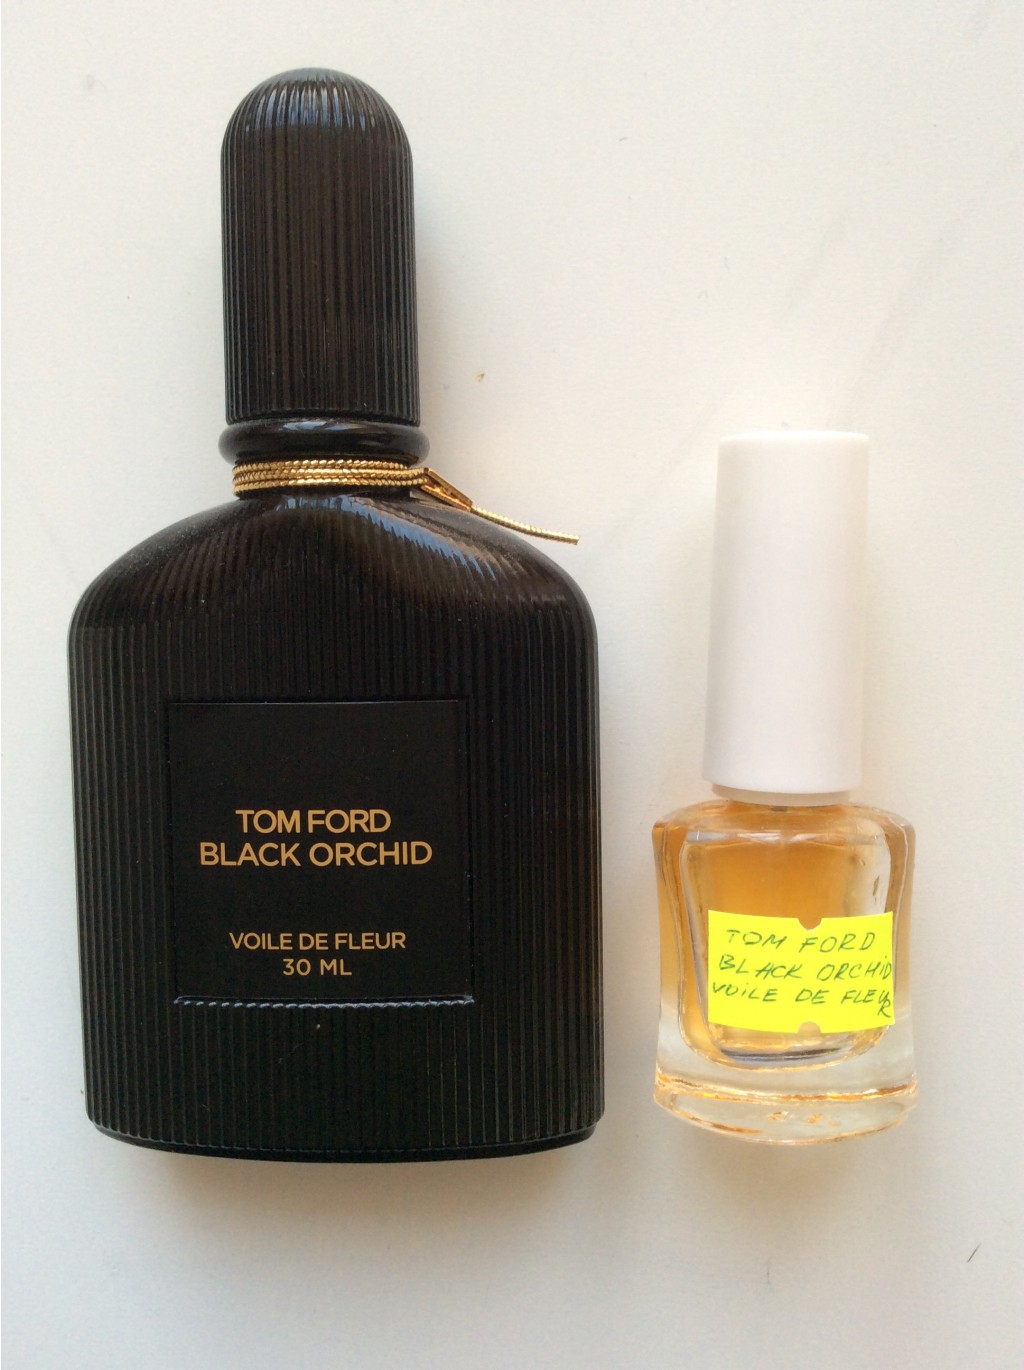 TOM FORD
BLACK ORCHID
VOILE DE FLEUR
30 ML
TOM FORD
BLACK ORCHID
VOILE DE FLEUR